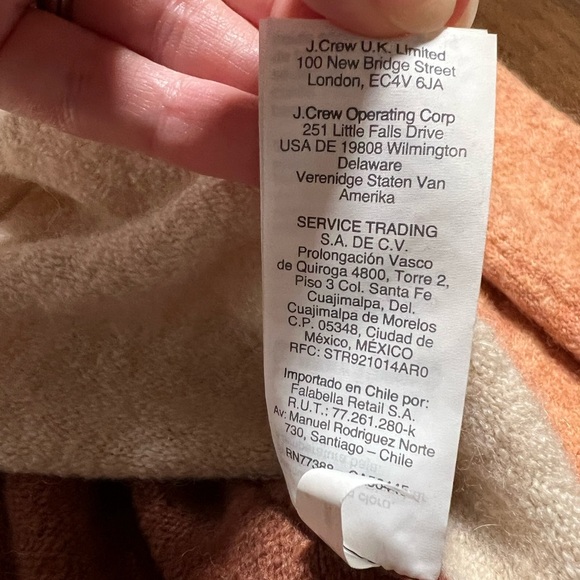 J.Crew U.K. Limited
100 New Bridge Street
London, EC4V 6JA
J.Crew Operating Corp
251 Little Falls Drive
USA DE 19808 Wilmington
Delaware
Verenidge Staten Van
Amerika
SERVICE TRADING
S.A. DE C.V.
Prolongación Vasco
de Quiroga 4800, Torre 2,
Piso 3 Col. Santa Fe
Cuajimalpa, Del.
Cuajimalpa de Morelos
C.P. 05348, Ciudad de
México, MÉXICO
RFC: STR921014AR0
Importado en Chile por:
Falabella Retail S.A.
R.U.T.: 77.261.280-k
Av: Manuel Rodriguez Norte
730, Santiago – Chile
RN77388